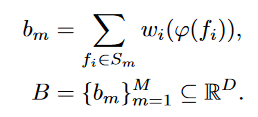 b_m = \sum_{f_i \in S_m} w_i(\varphi(f_i)),
B = \{b_m\}_{m=1}^{M} \subseteq \mathbb{R}^D.